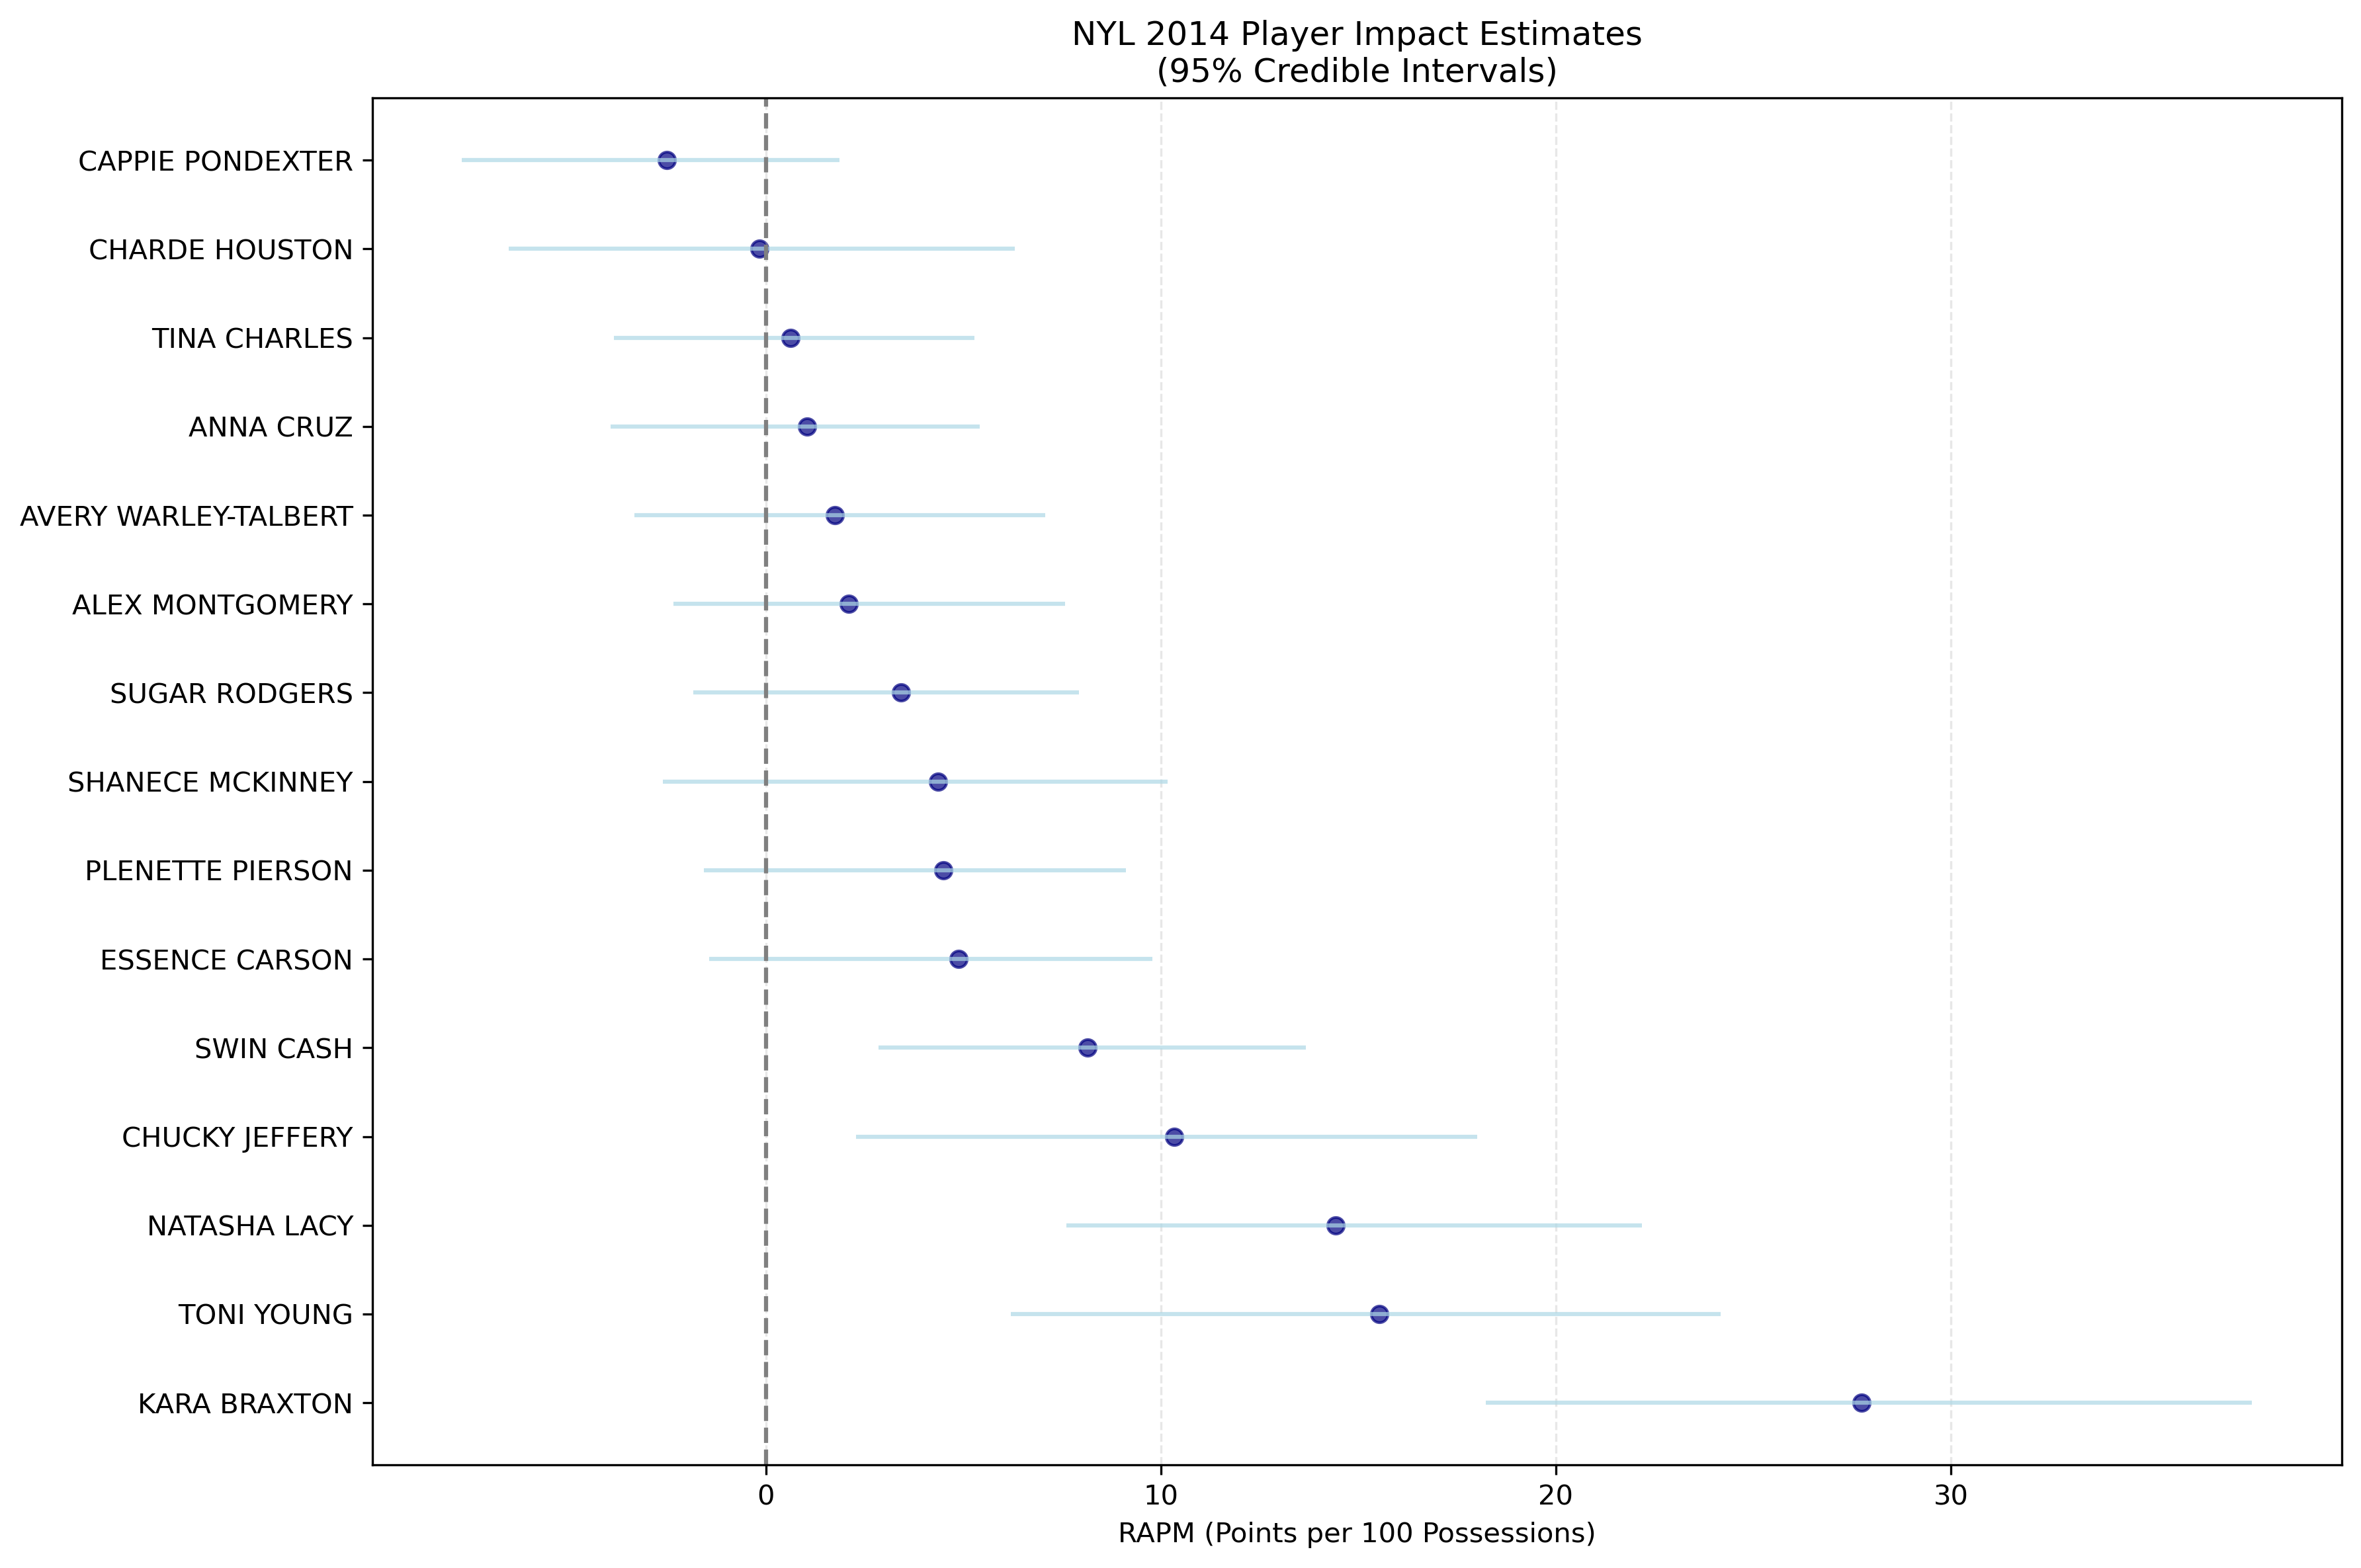 NYL 2014 Player Impact Estimates
(95% Credible Intervals)
CAPPIE PONDEXTER
CHARDE HOUSTON
TINA CHARLES
ANNA CRUZ
AVERY WARLEY-TALBERT
ALEX MONTGOMERY
SUGAR RODGERS
SHANECE MCKINNEY
PLENETTE PIERSON
ESSENCE CARSON
SWIN CASH
CHUCKY JEFFERY
NATASHA LACY
TONI YOUNG
KARA BRAXTON
0 10 20 30
RAPM (Points per 100 Possessions)